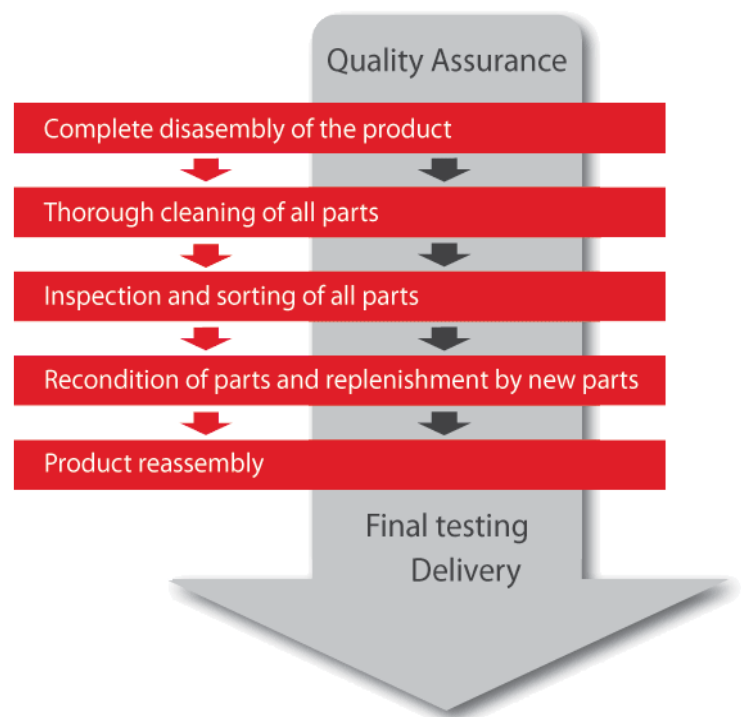 Quality Assurance
Complete disasembly of the product
Thorough cleaning of all parts
Inspection and sorting of all parts
Recondition of parts and replenishment by new parts
Product reassembly
Final testing
Delivery